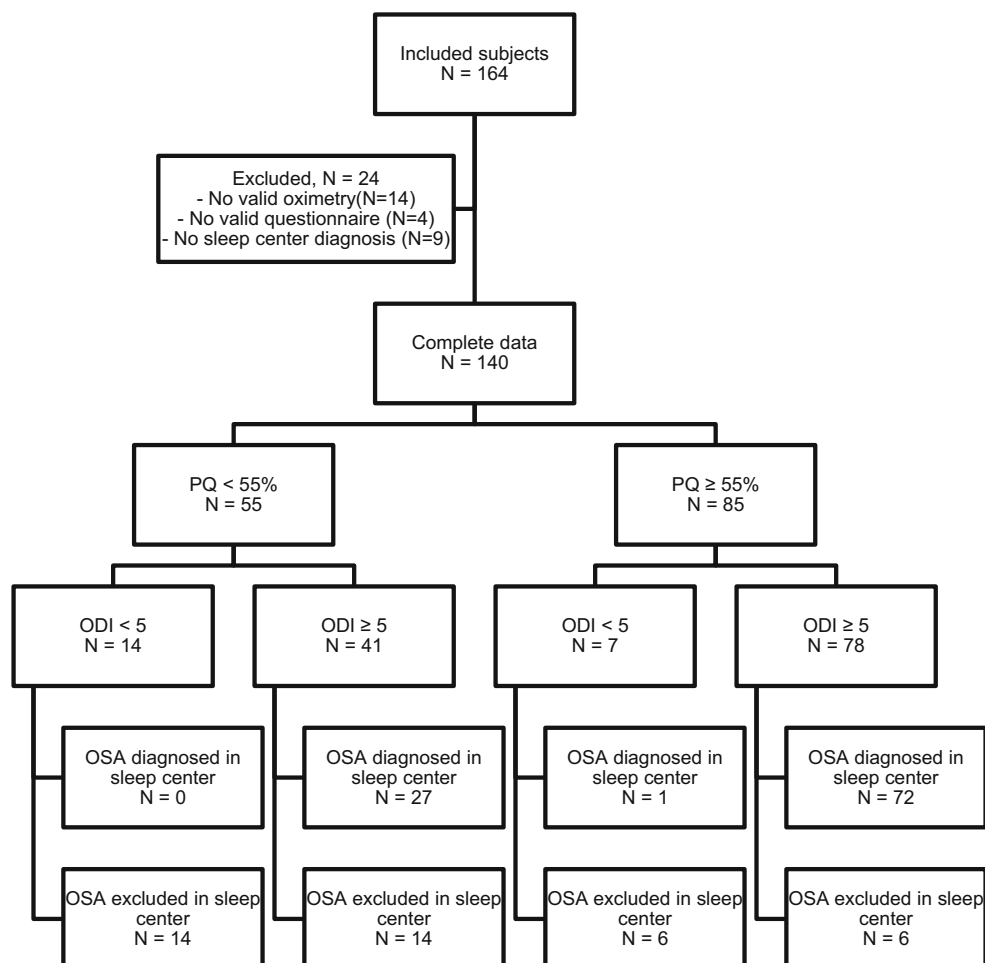 Included subjects
N = 164
Excluded, N = 24
- No valid oximetry(N=14)
- No valid questionnaire (N=4)
- No sleep center diagnosis (N=9)
Complete data
N = 140
PQ < 55%
N = 55
PQ ≥ 55%
N = 85
ODI < 5
N = 14
ODI ≥ 5
N = 41
ODI < 5
N = 7
ODI ≥ 5
N = 78
OSA diagnosed in
sleep center
N = 0
OSA diagnosed in
sleep center
N = 27
OSA diagnosed in
sleep center
N = 1
OSA diagnosed in
sleep center
N = 72
OSA excluded in sleep
center
N = 14
OSA excluded in sleep
center
N = 14
OSA excluded in sleep
center
N = 6
OSA excluded in sleep
center
N = 6